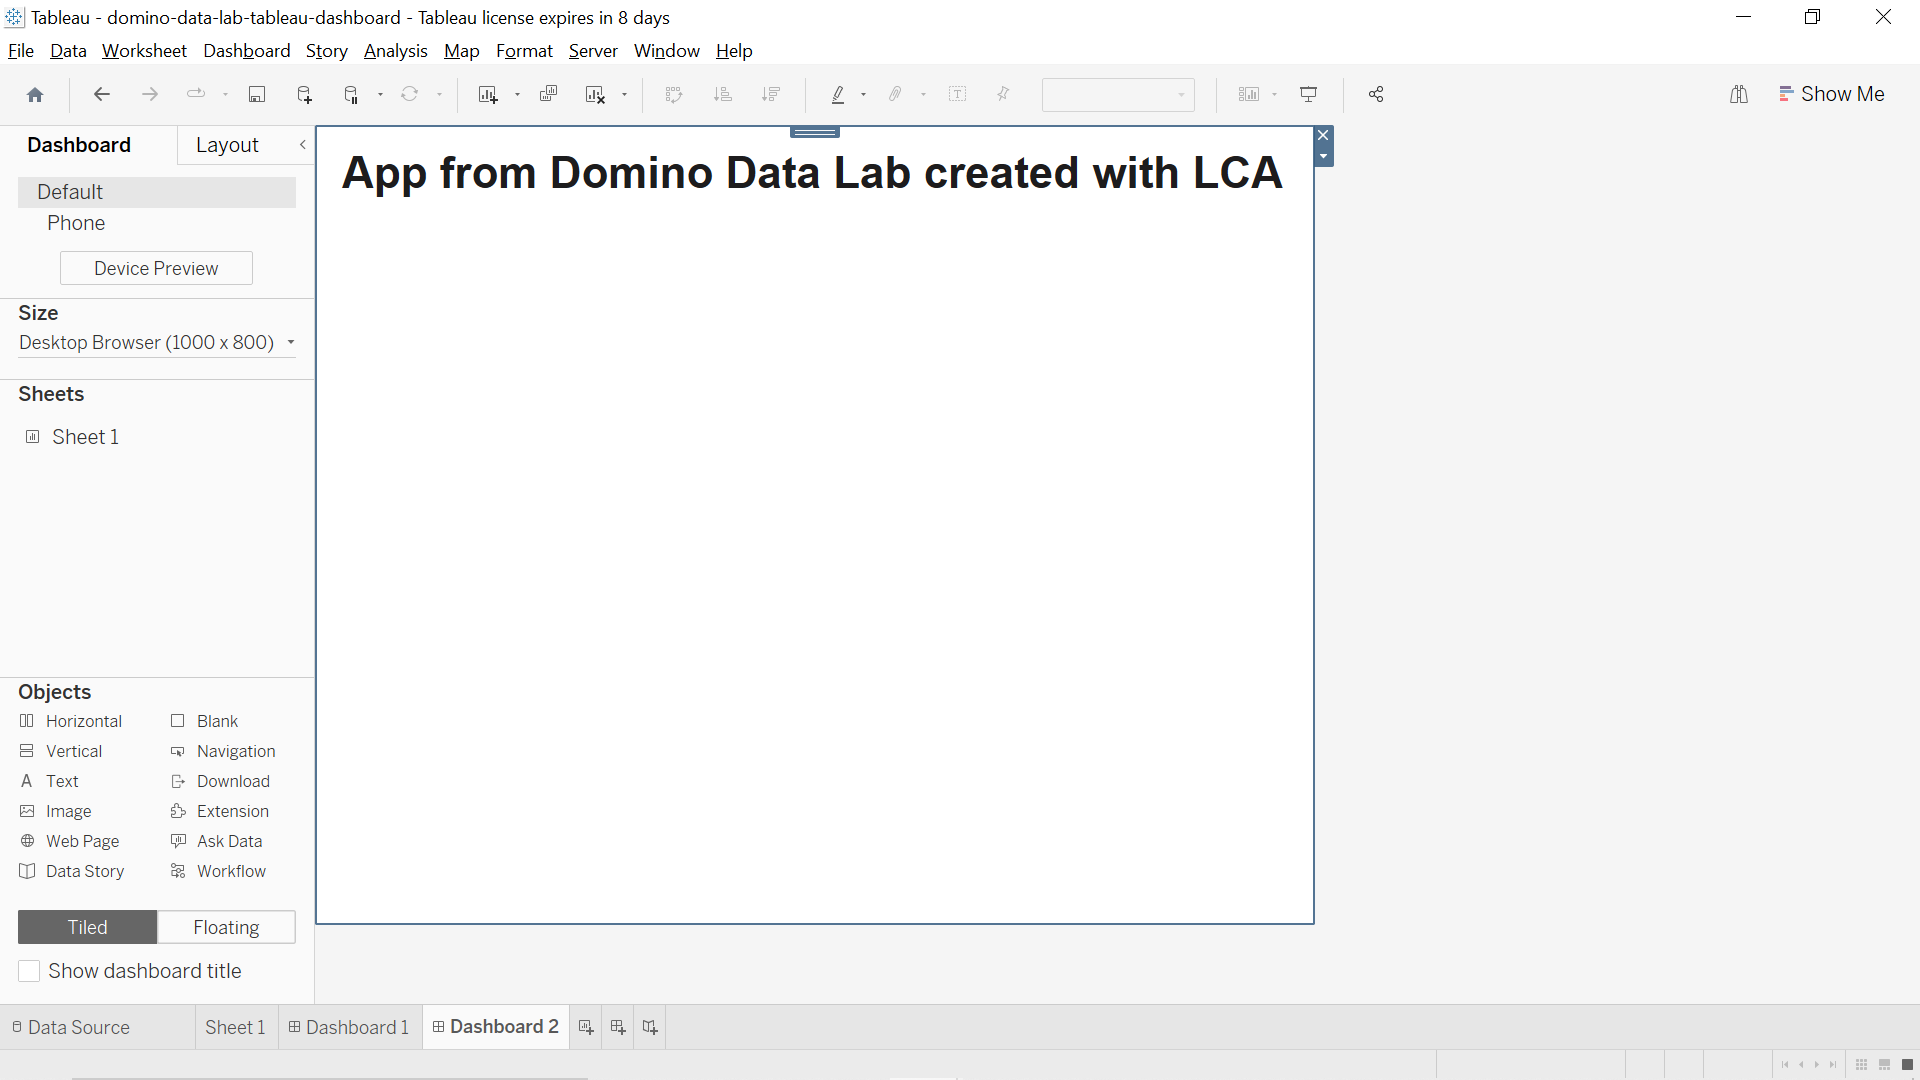 Tableau - domino-data-lab-tableau-dashboard - Tableau license expires in 8 days
File Data Worksheet Dashboard Story Analysis Map Format Server Window Help
Show Me
Dashboard Layout
Default
Phone
Device Preview
Size
Desktop Browser (1000 x 800)
Sheets
Sheet 1
Objects
Horizontal Blank
Vertical Navigation
Text Download
Image Extension
Web Page Ask Data
Data Story Workflow
Tiled Floating
Show dashboard title
App from Domino Data Lab created with LCA
Data Source Sheet 1 Dashboard 1 Dashboard 2